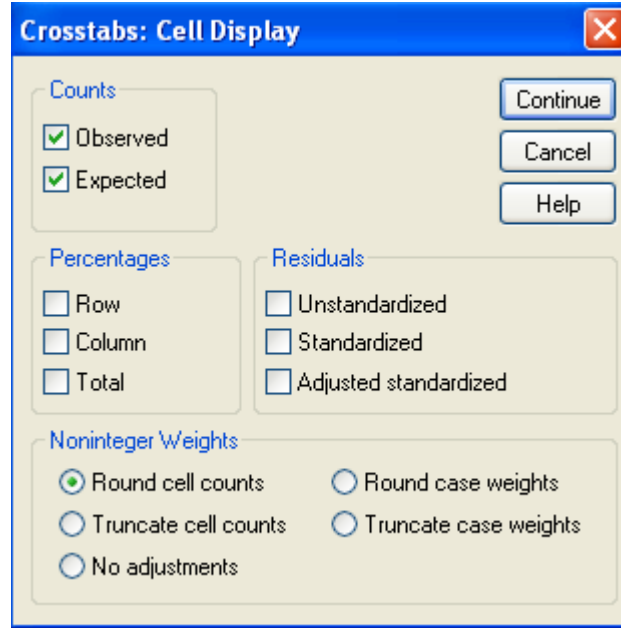 Crosstabs: Cell Display
Counts
Observed
Expected
Continue
Cancel
Help
Percentages
Row
Column
Total
Residuals
Unstandardized
Standardized
Adjusted standardized
Noninteger Weights
Round cell counts
Round case weights
Truncate cell counts
Truncate case weights
No adjustments